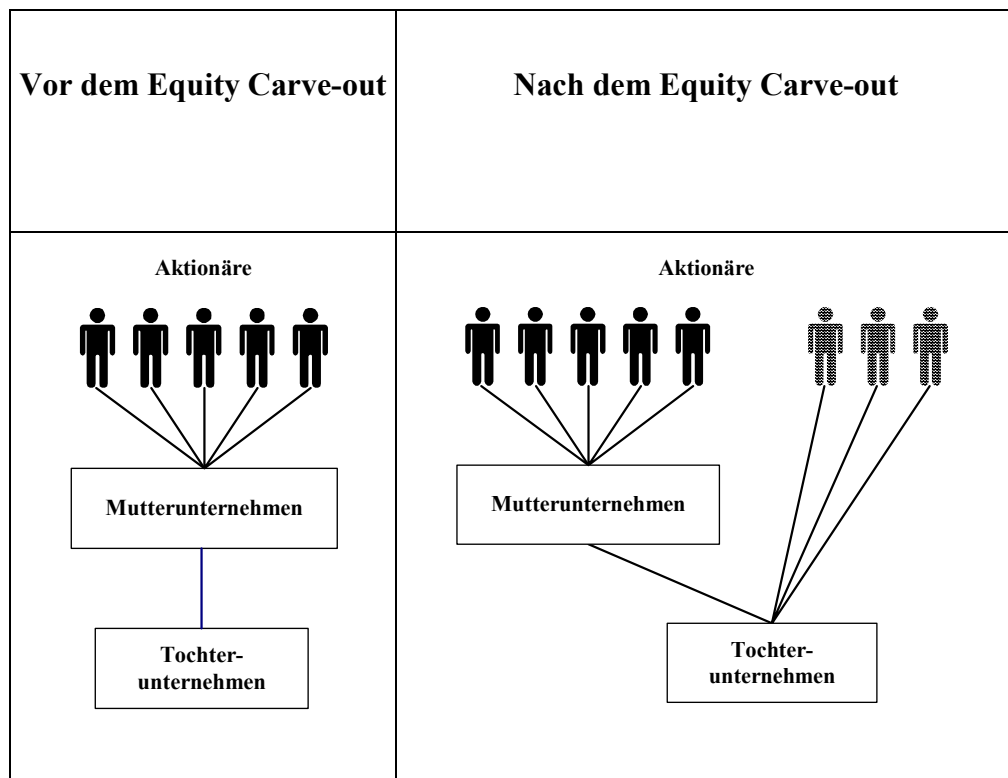 Vor dem Equity Carve-out
Nach dem Equity Carve-out
Aktionäre
Mutterunternehmen
Tochter-
unternehmen
Aktionäre
Mutterunternehmen
Tochter-
unternehmen